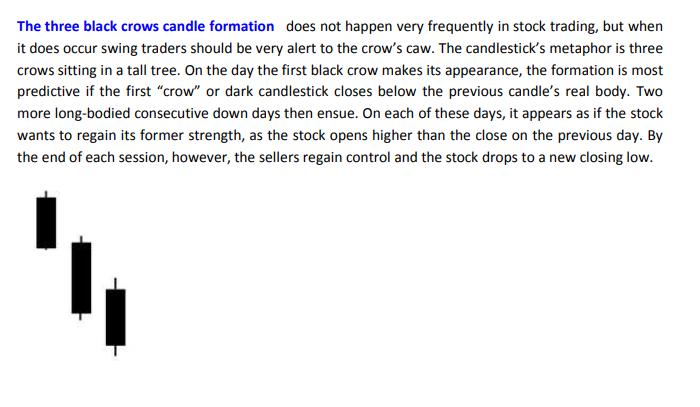 The three black crows candle formation does not happen very frequently in stock trading, but when
it does occur swing traders should be very alert to the crow’s caw. The candlestick’s metaphor is three
crows sitting in a tall tree. On the day the first black crow makes its appearance, the formation is most
predictive if the first “crow” or dark candlestick closes below the previous candle’s real body. Two
more long-bodied consecutive down days then ensue. On each of these days, it appears as if the stock
wants to regain its former strength, as the stock opens higher than the close on the previous day. By
the end of each session, however, the sellers regain control and the stock drops to a new closing low.